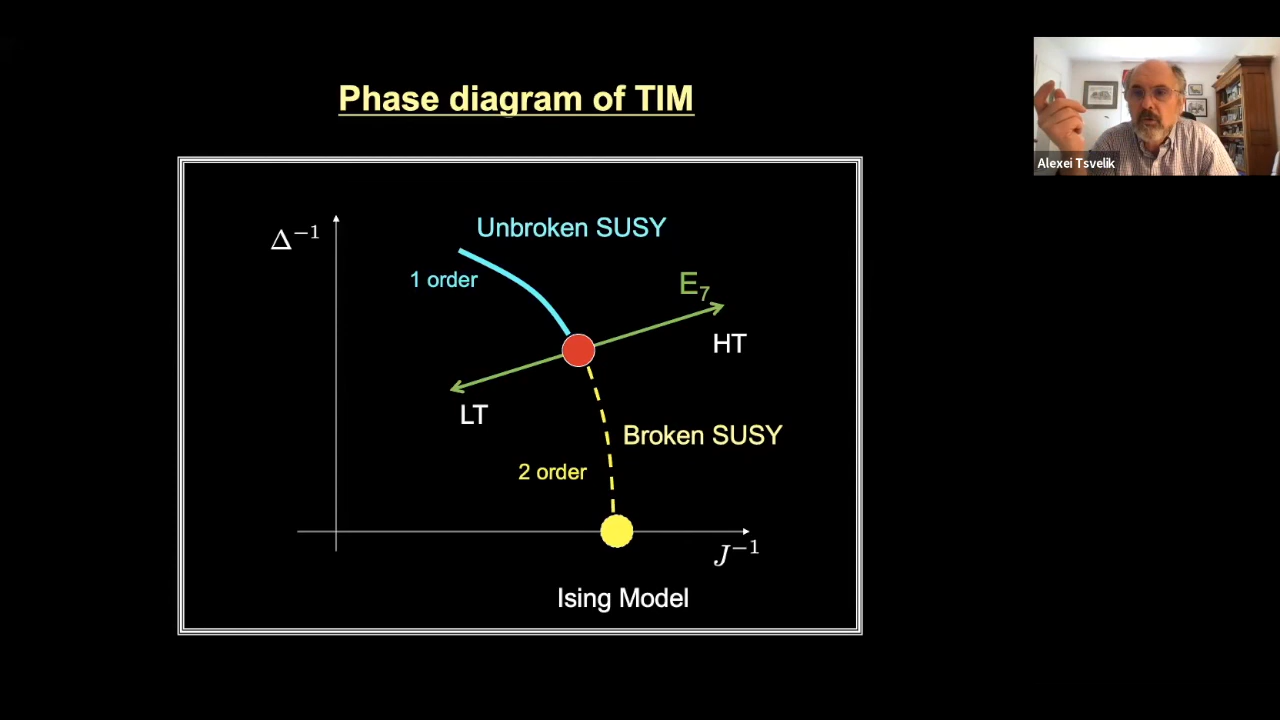 Phase diagram of TIM
Alexei Tsvelik
Δ⁻¹
Unbroken SUSY
1 order
E₇
HT
LT
Broken SUSY
2 order
J⁻¹
Ising Model